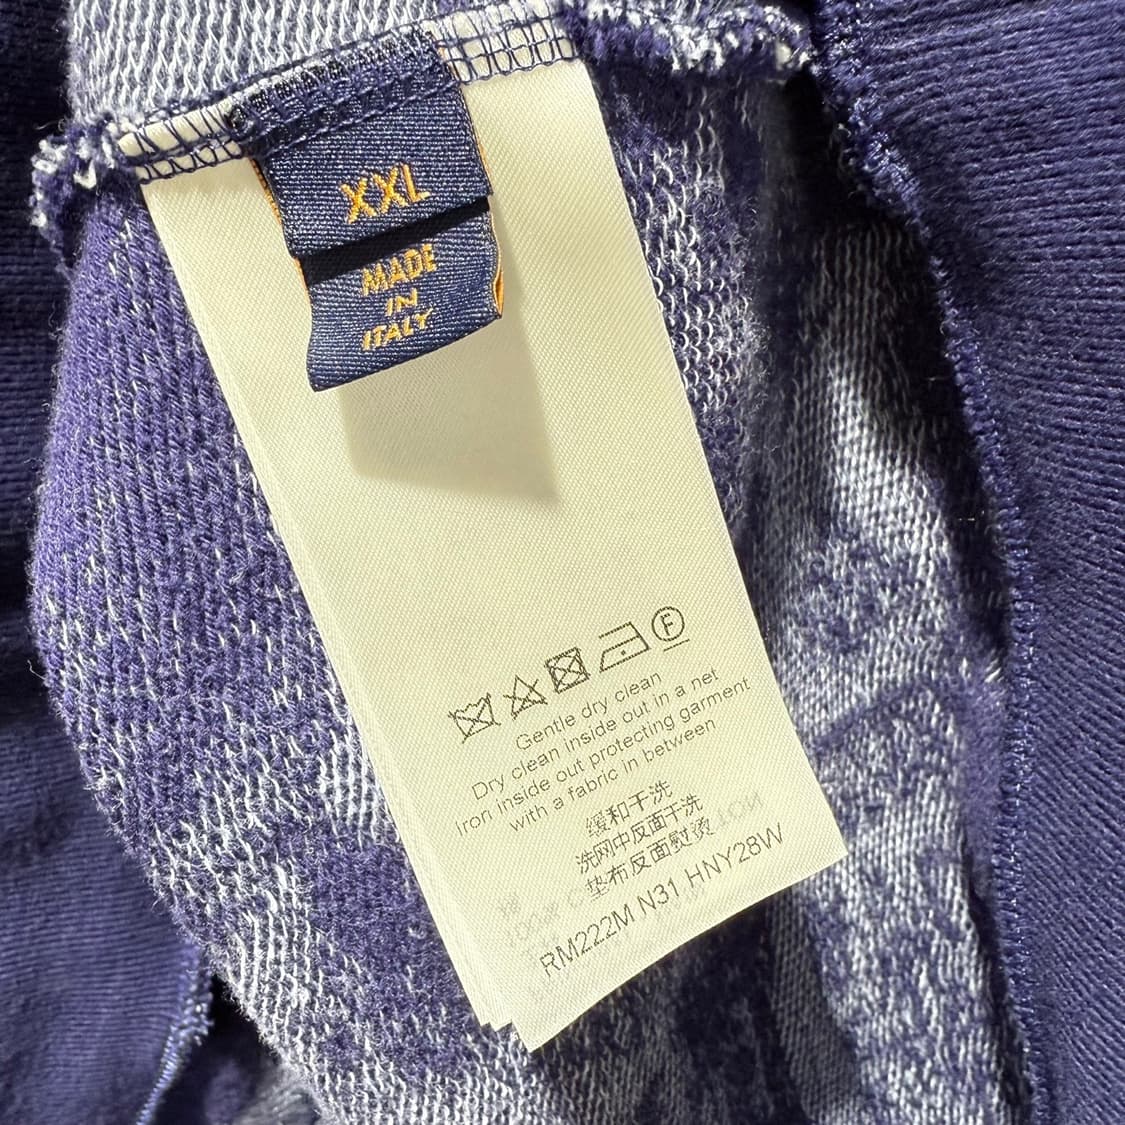 XXL
MADE
IN
ITALY
F
Gentle dry clean
Dry clean inside out in a net
Iron inside out protecting garment
with a fabric in between
缓和干洗
洗网中反面干洗
垫布反面熨烫
RM222M N31 HNY28W